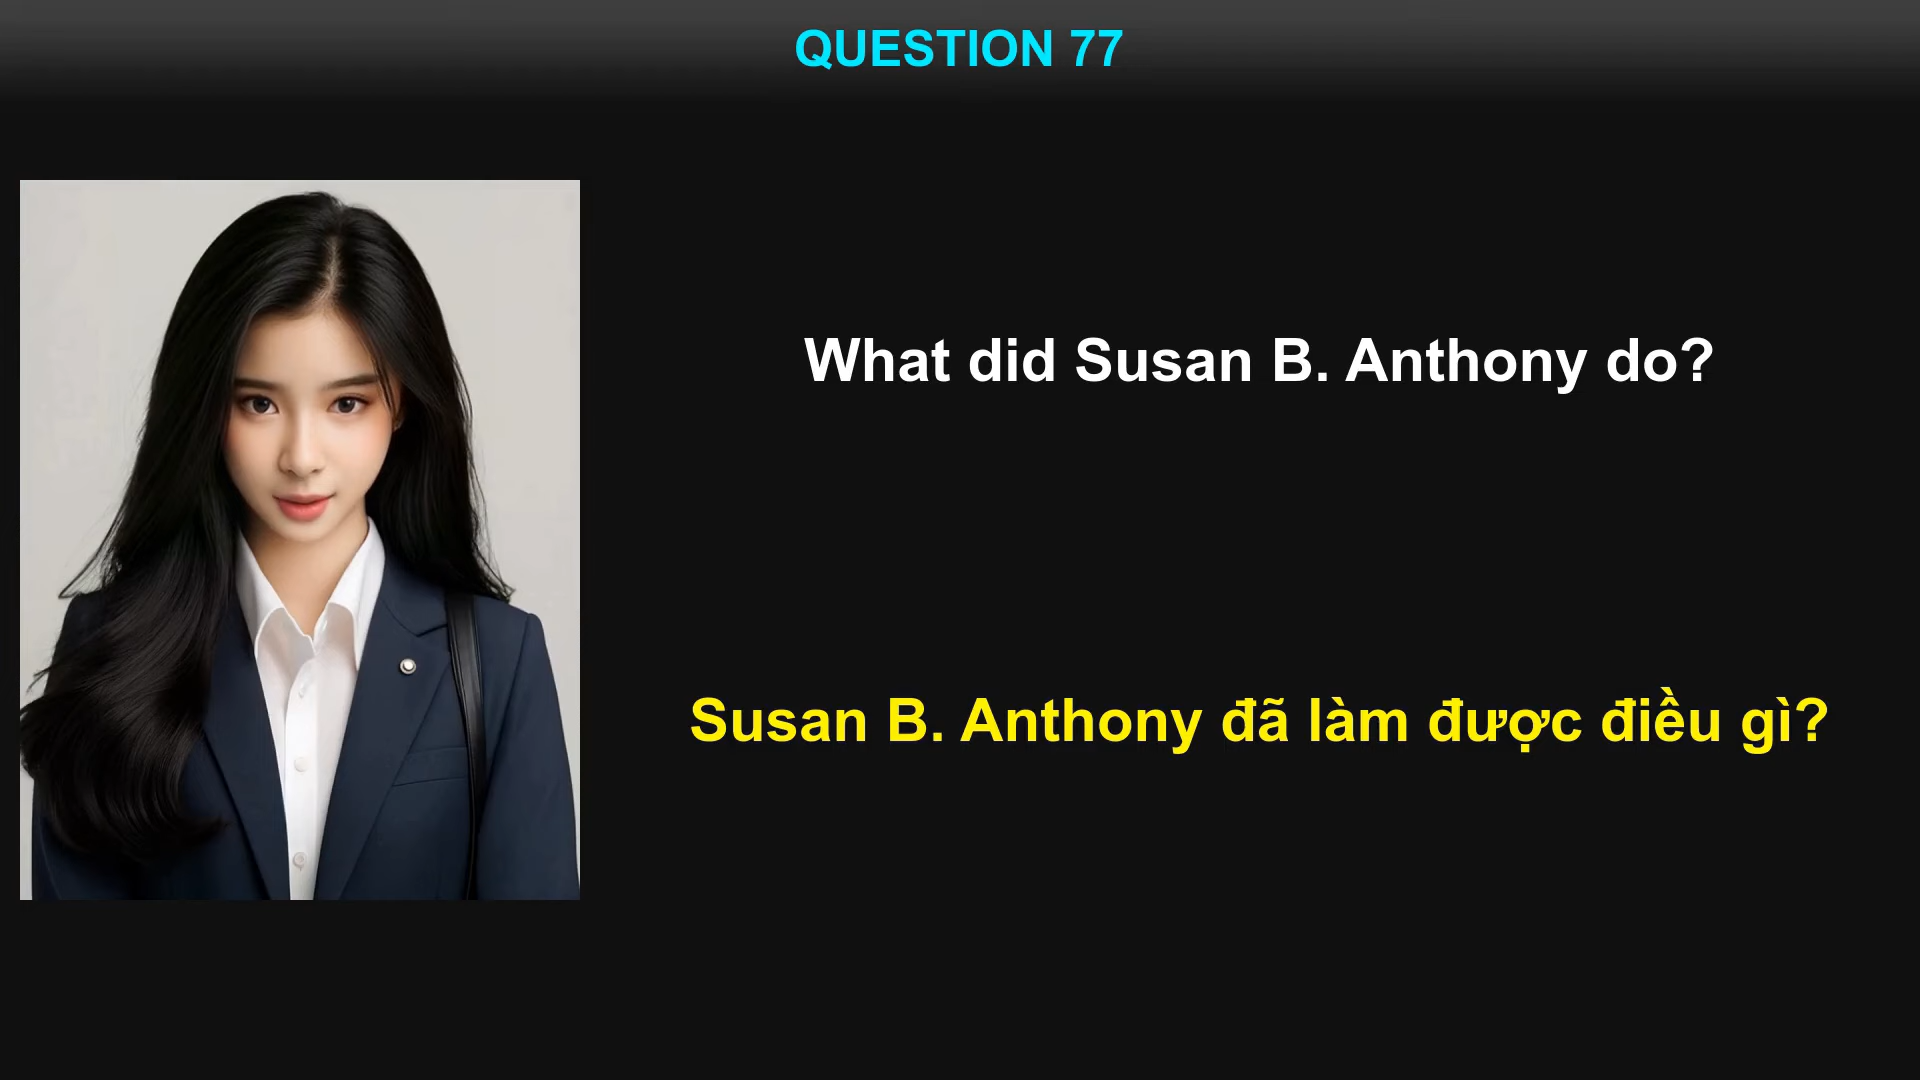 QUESTION 77
What did Susan B. Anthony do?
Susan B. Anthony đã làm được điều gì?